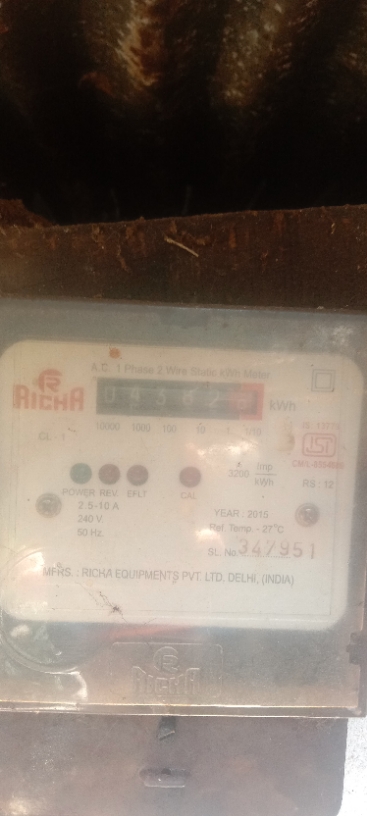 A.C. 1 Phase 2 Wire Static kWh Meter
RICHA
kWh
10000 1000 100 10 1 1/10
CL - 1
ISI
3200 imp/kWh
RS : 12
POWER REV. E/LT CAL
2.5-10 A
240 V
50 Hz.
YEAR : 2015
Ref. Temp. - 27°C
SL. No. 347951
MFRS. : RICHA EQUIPMENTS PVT. LTD. DELHI, (INDIA)
RICHA